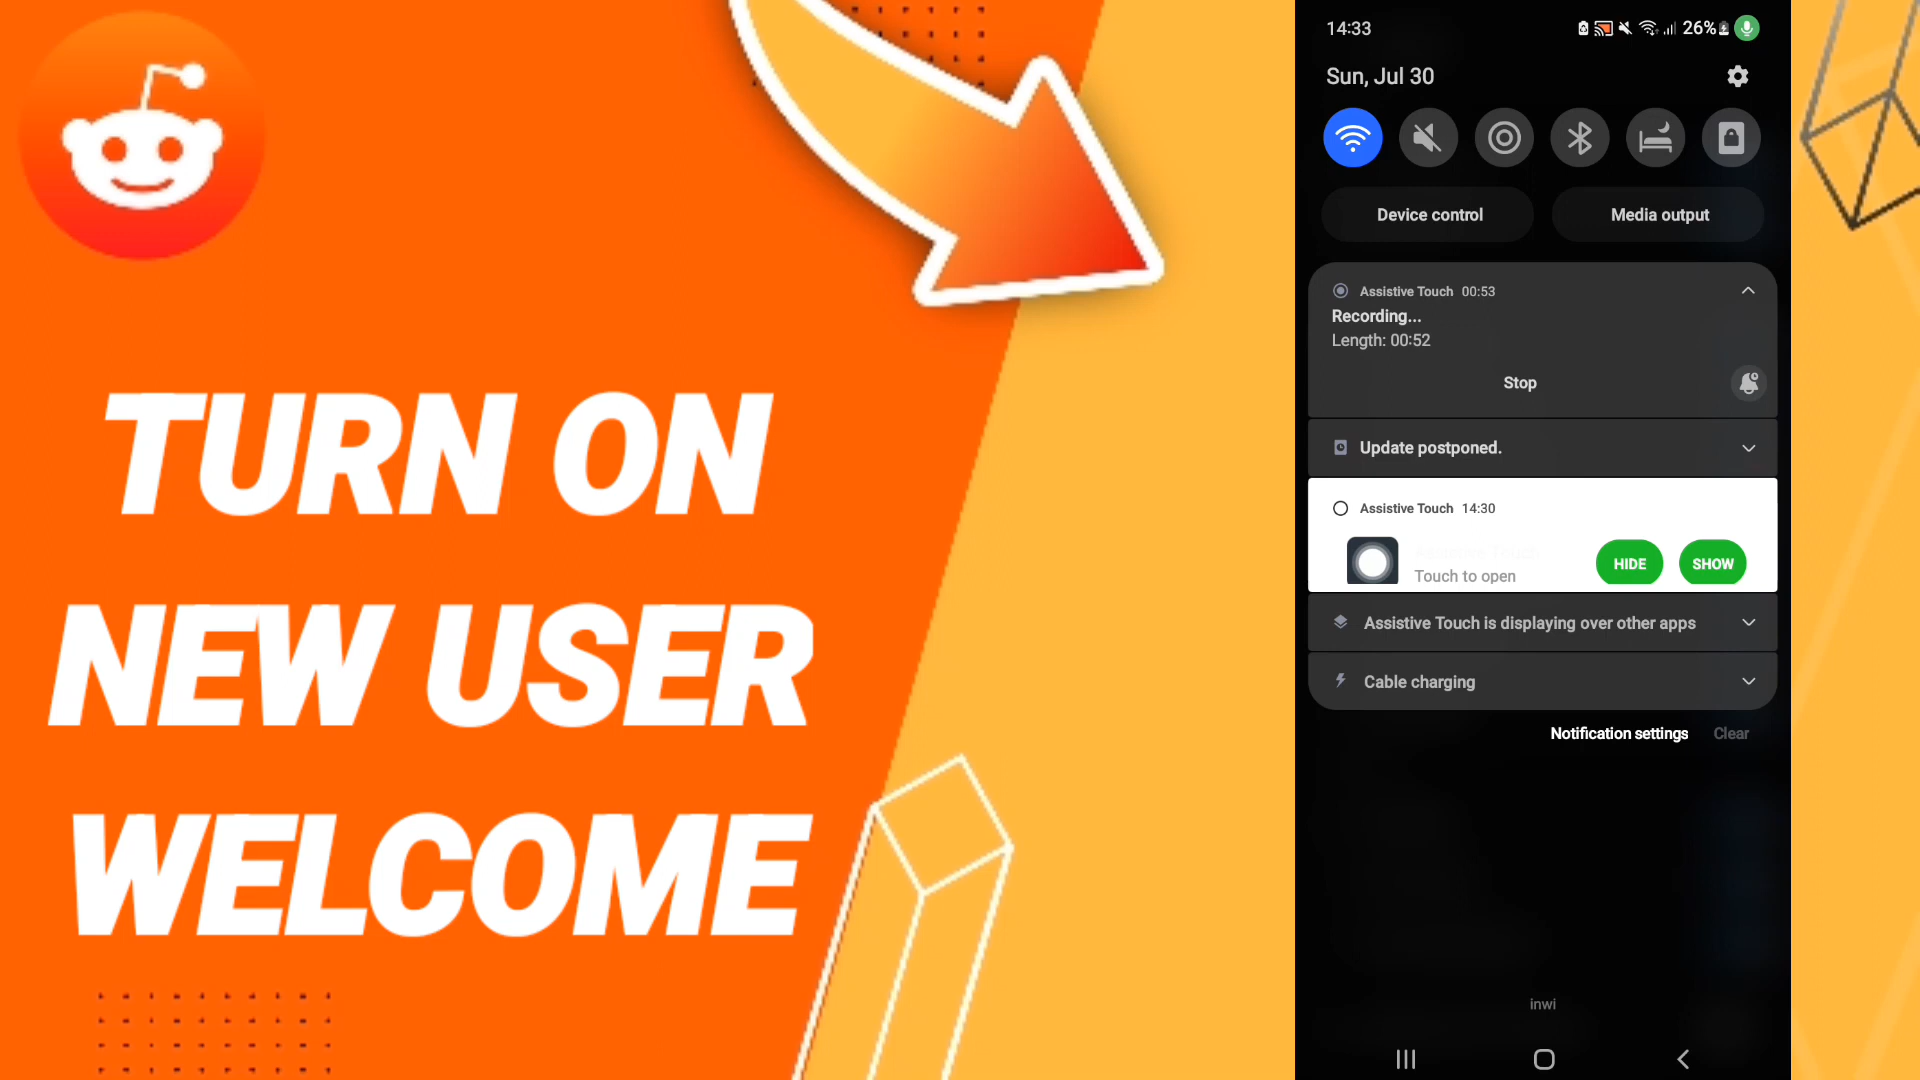 TURN ON
NEW USER
WELCOME
14:33
26%
Sun, Jul 30
Device control
Media output
Assistive Touch 00:53
Recording...
Length: 00:52
Stop
Update postponed.
Assistive Touch 14:30
Touch to open
HIDE
SHOW
Assistive Touch is displaying over other apps
Cable charging
Notification settings
Clear
inwi